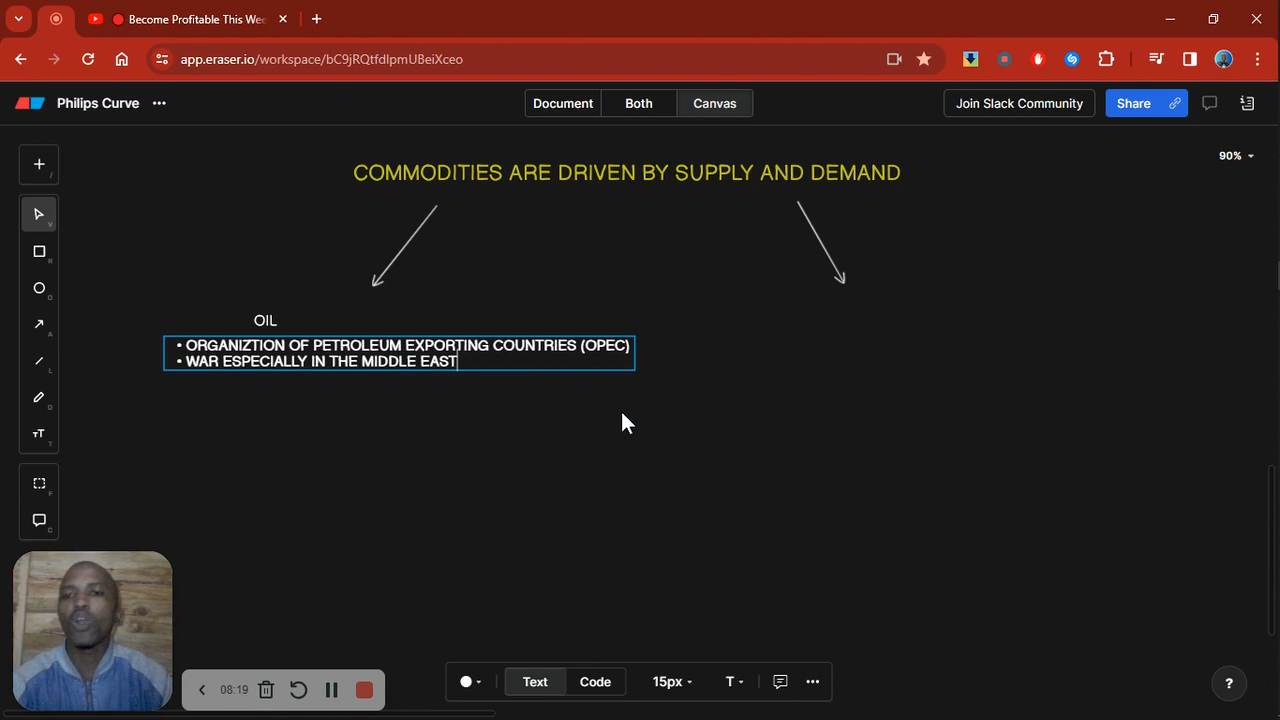 Become Profitable This Wee
app.eraser.io/workspace/bC9jRQtfdIpmUBeiXceo
Philips Curve
Document Both Canvas
Join Slack Community
Share
90%
COMMODITIES ARE DRIVEN BY SUPPLY AND DEMAND
OIL
• ORGANIZTION OF PETROLEUM EXPORTING COUNTRIES (OPEC)
• WAR ESPECIALLY IN THE MIDDLE EAST
08:19
Text Code 15px T
?